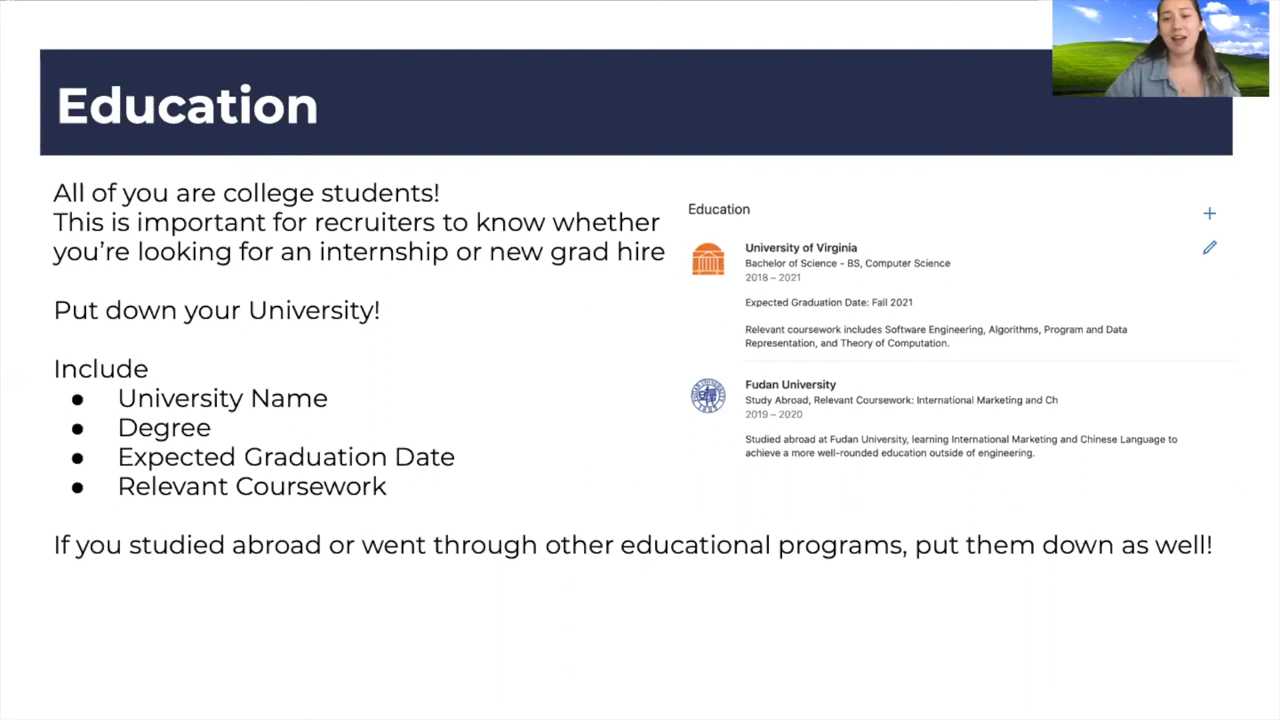 Education
All of you are college students!
This is important for recruiters to know whether
you’re looking for an internship or new grad hire
Put down your University!
Include
● University Name
● Degree
● Expected Graduation Date
● Relevant Coursework
Education
University of Virginia
Bachelor of Science - BS, Computer Science
2018 – 2021
Expected Graduation Date: Fall 2021
Relevant coursework includes Software Engineering, Algorithms, Program and Data
Representation, and Theory of Computation.
Fudan University
Study Abroad, Relevant Coursework: International Marketing and Ch
2019 – 2020
Studied abroad at Fudan University, learning International Marketing and Chinese Language to
achieve a more well-rounded education outside of engineering.
If you studied abroad or went through other educational programs, put them down as well!